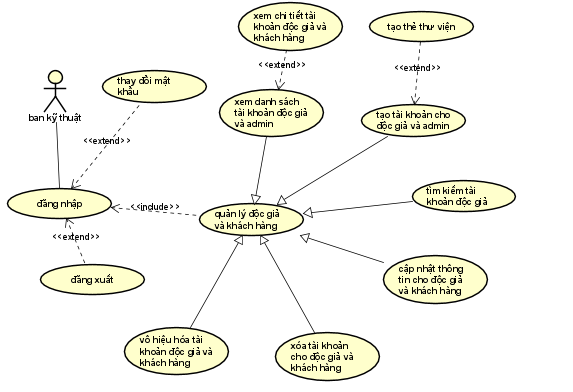 xem chi tiết tài
khoản độc giả và
khách hàng
tạo thẻ thư viện
<<extend>>
<<extend>>
thay đổi mật
khẩu
xem danh sách
tài khoản độc giả
và admin
tạo tài khoản cho
độc giả và admin
ban kỹ thuật
<<extend>>
tìm kiếm tài
khoản độc giả
đăng nhập
<<include>>
quản lý độc giả
và khách hàng
<<extend>>
đăng xuất
cập nhật thông
tin cho độc giả
và khách hàng
vô hiệu hóa tài
khoản độc giả và
khách hàng
xóa tài khoản
cho độc giả và
khách hàng